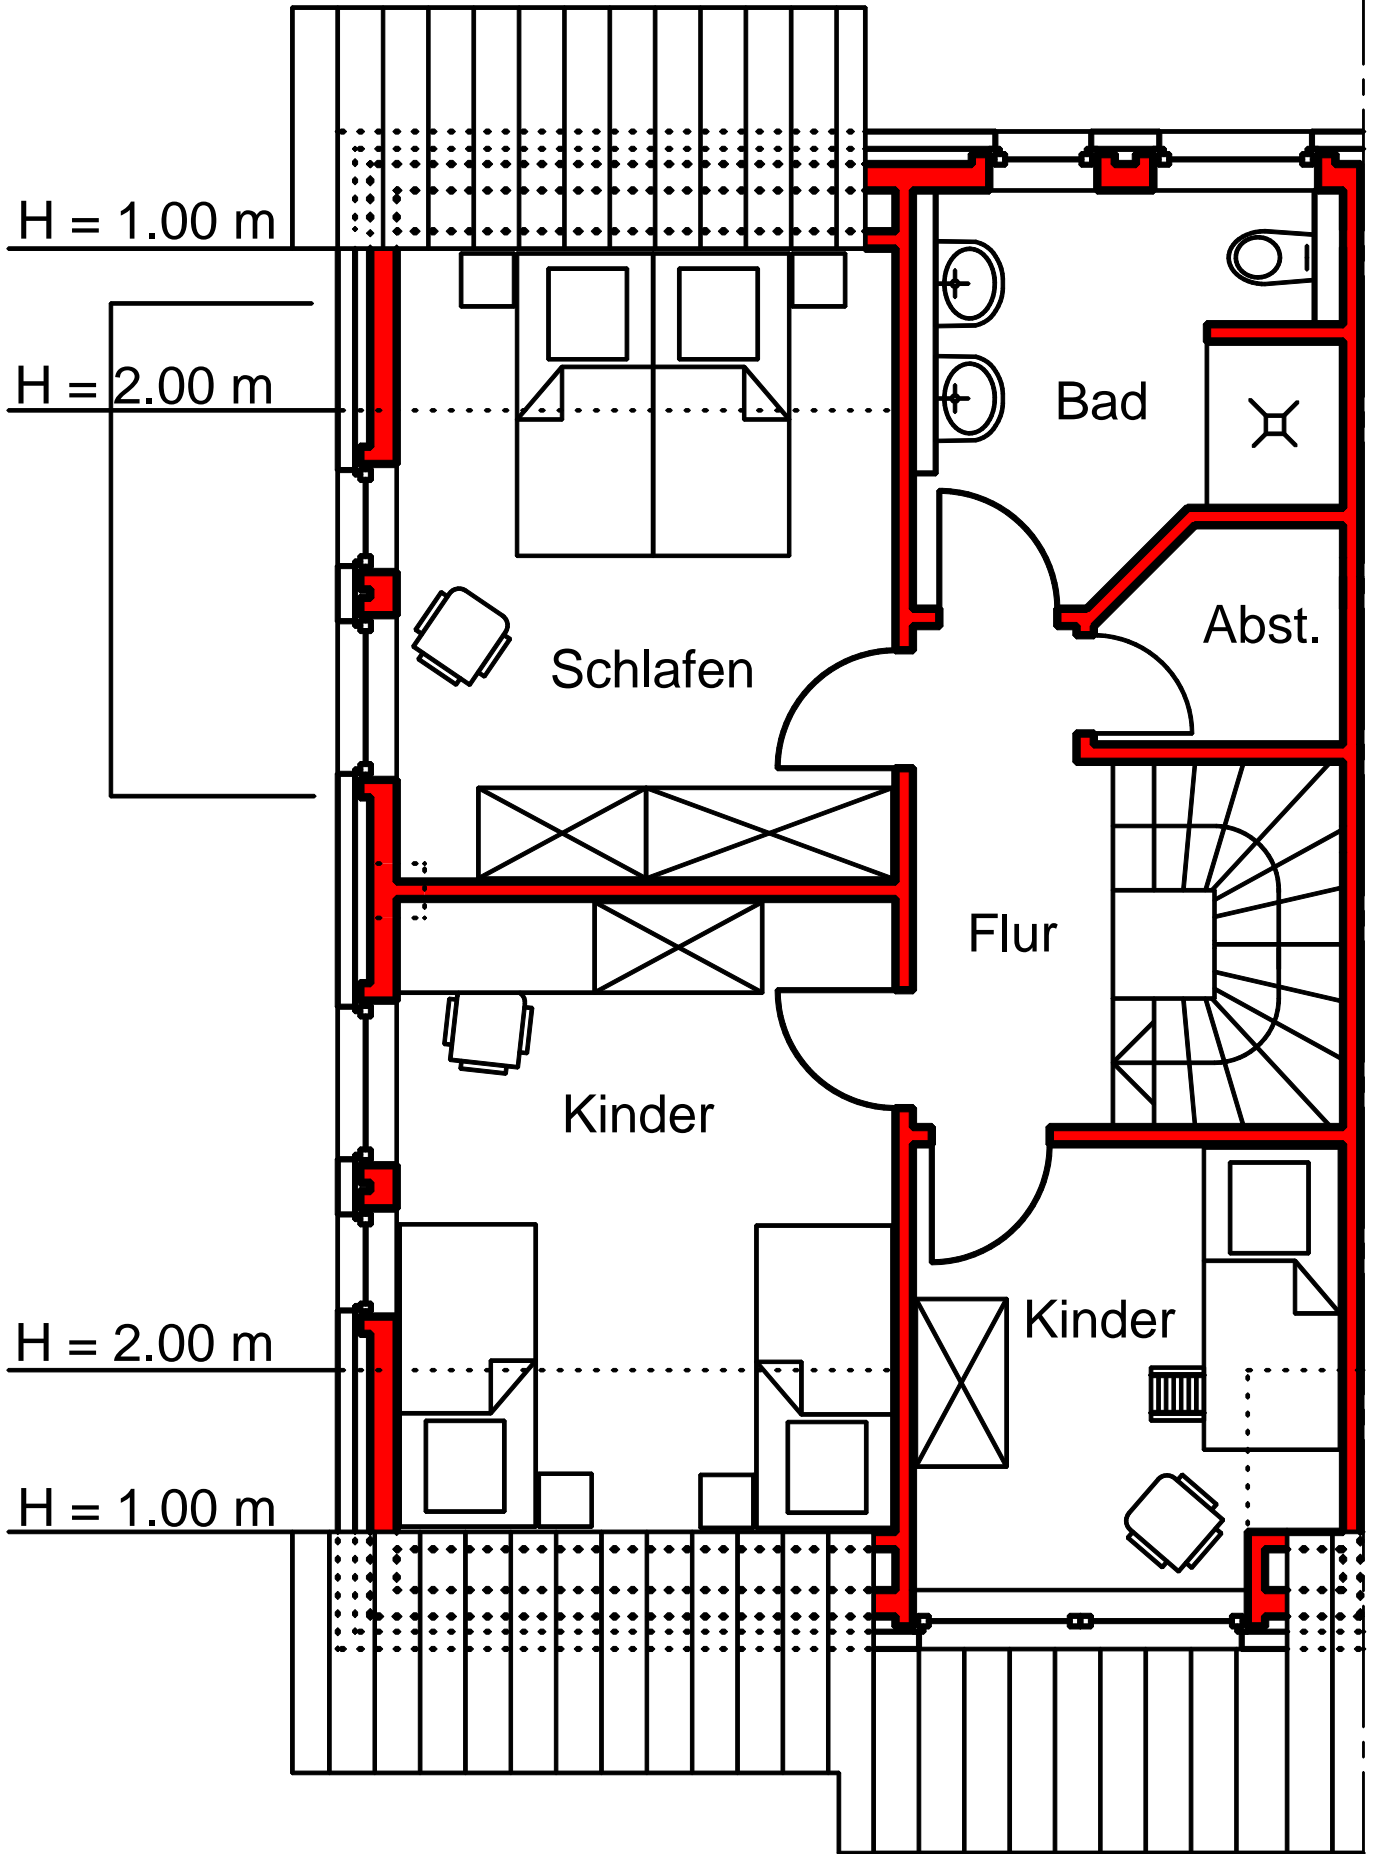 H = 1.00 m
H = 2.00 m
Bad
Abst.
Schlafen
Flur
Kinder
Kinder
H = 2.00 m
H = 1.00 m